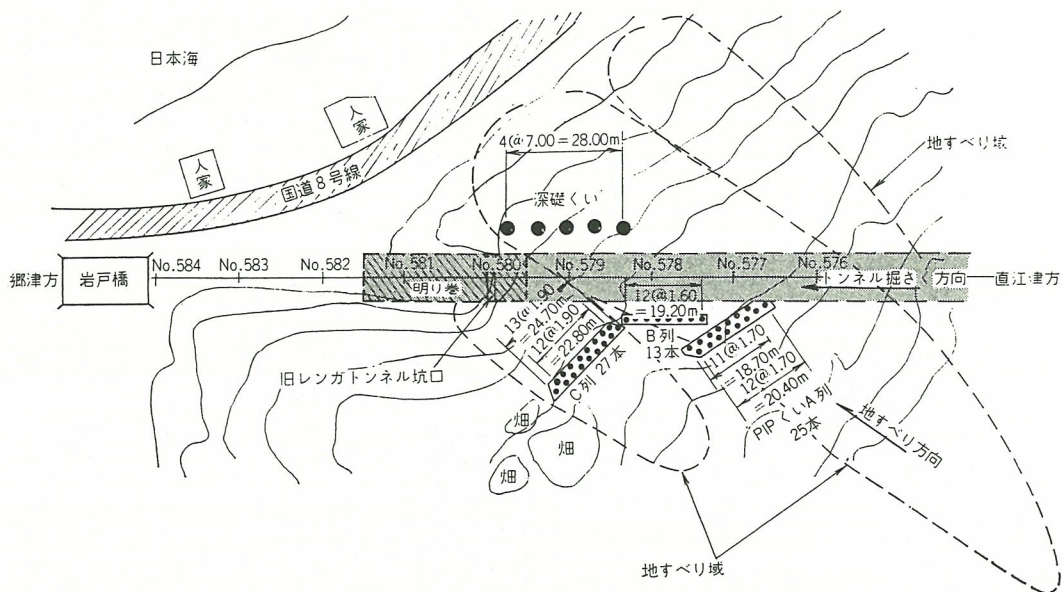 日本海
人家
人家
国道8号線
4@7.00=28.00m
深礎くい
地すべり域
郷津方
岩戸橋
No.584
No.583
No.582
No.581
No.580
No.579
No.578
No.577
No.576
明り巻
トンネル掘さく方向
直江津方
13@1.90
=24.70m
12@1.90
=22.80m
12@1.60
=19.20m
B列
13本
C列 27本
11@1.70
=18.70m
12@1.70
=20.40m
PIPくいA列
25本
旧レンガトンネル坑口
畑
畑
畑
地すべり方向
地すべり域